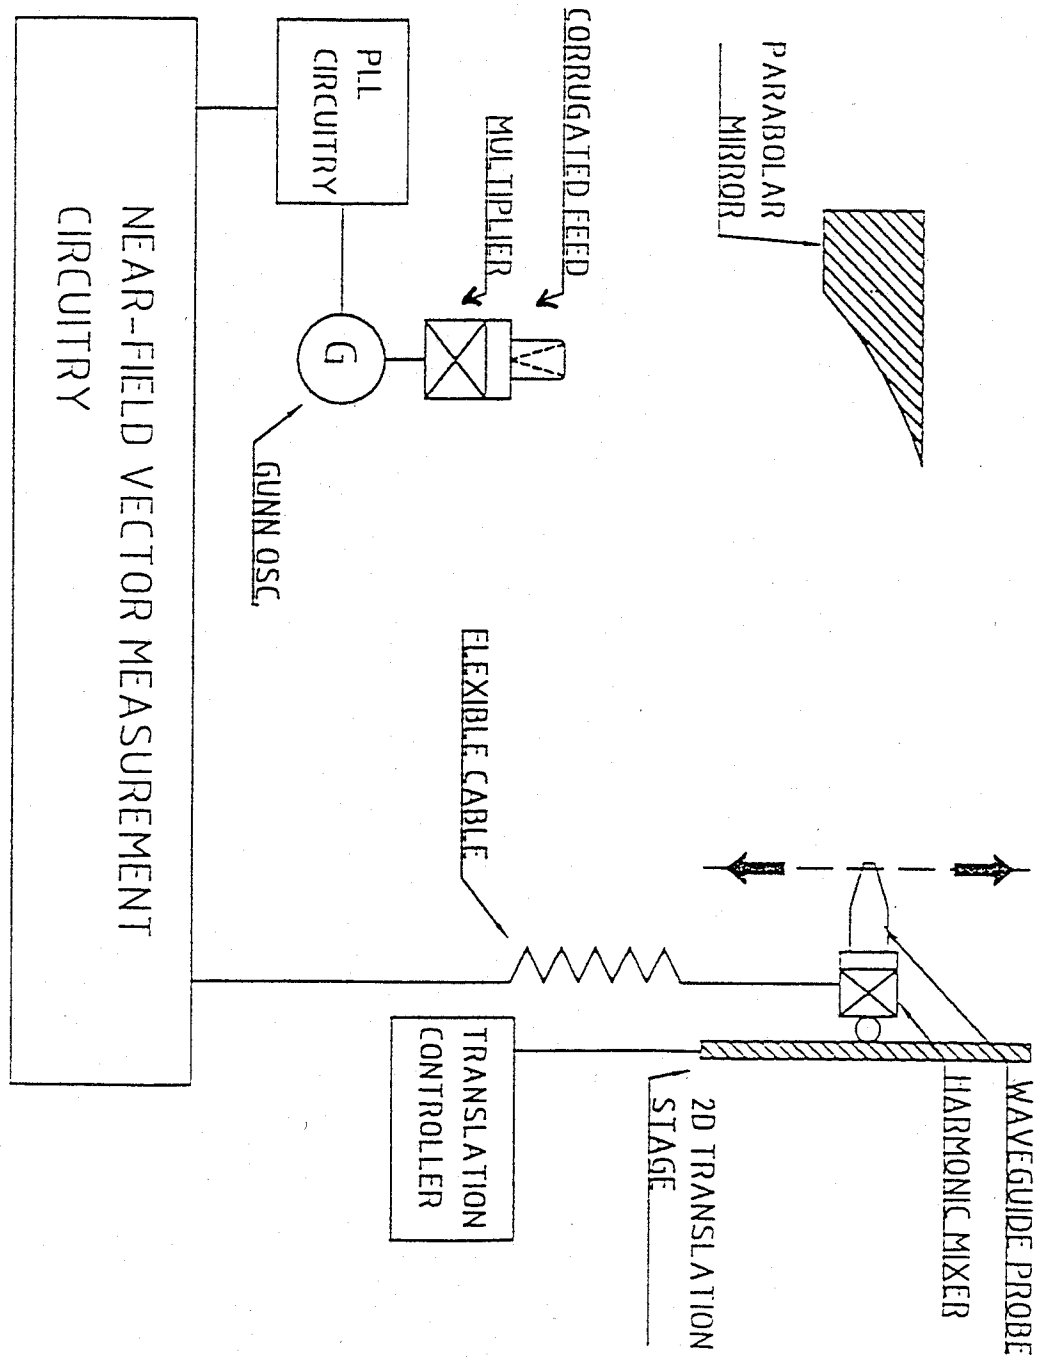 PARABOLAR
MIRROR
CORRUGATED FEED
MULTIPLIER
PLL
CIRCUITRY
G
GUNN OSC.
NEAR-FIELD VECTOR MEASUREMENT
CIRCUITRY
FLEXIBLE CABLE
WAVEGUIDE PROBE
HARMONIC MIXER
2D TRANSLATION
STAGE
TRANSLATION
CONTROLLER